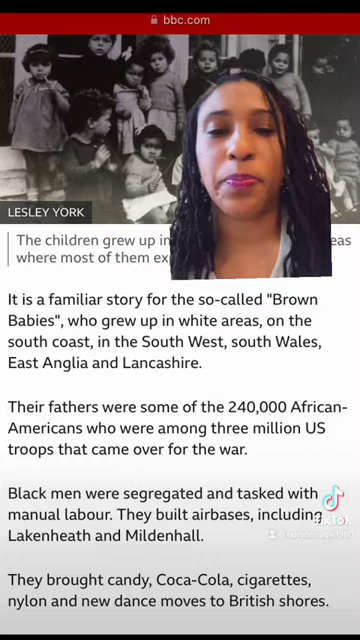 bbc.com
LESLEY YORK
The children grew up in eas
where most of them ex
It is a familiar story for the so-called "Brown
Babies", who grew up in white areas, on the
south coast, in the South West, south Wales,
East Anglia and Lancashire.
Their fathers were some of the 240,000 African-
Americans who were among three million US
troops that came over for the war.
Black men were segregated and tasked with
manual labour. They built airbases, including
Lakenheath and Mildenhall.
TikTok
They brought candy, Coca-Cola, cigarettes,
nylon and new dance moves to British shores.